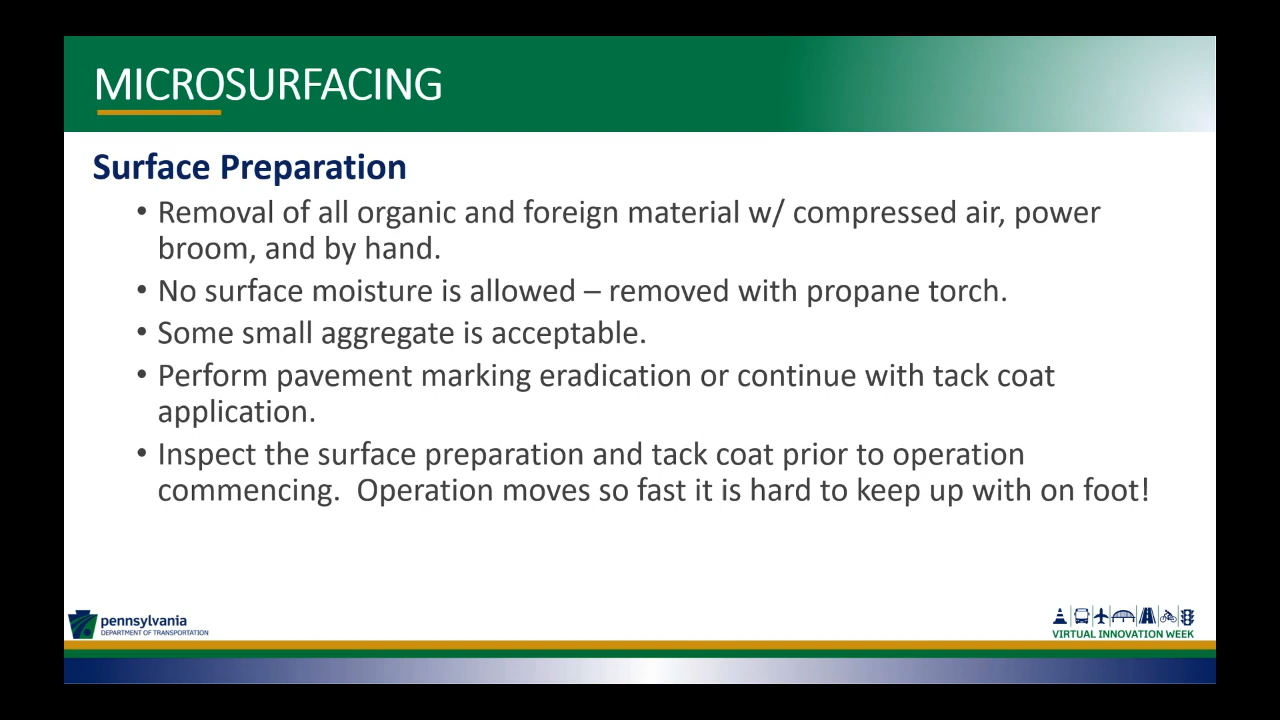 MICROSURFACING
Surface Preparation
• Removal of all organic and foreign material w/ compressed air, power
broom, and by hand.
• No surface moisture is allowed – removed with propane torch.
• Some small aggregate is acceptable.
• Perform pavement marking eradication or continue with tack coat
application.
• Inspect the surface preparation and tack coat prior to operation
commencing.  Operation moves so fast it is hard to keep up with on foot!
pennsylvania
DEPARTMENT OF TRANSPORTATION
VIRTUAL INNOVATION WEEK